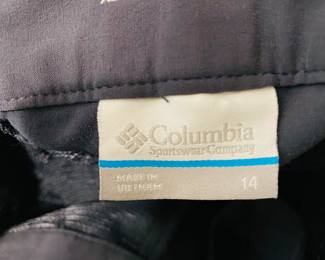 Columbia
Sportswear Company
MADE IN
VIETNAM
14